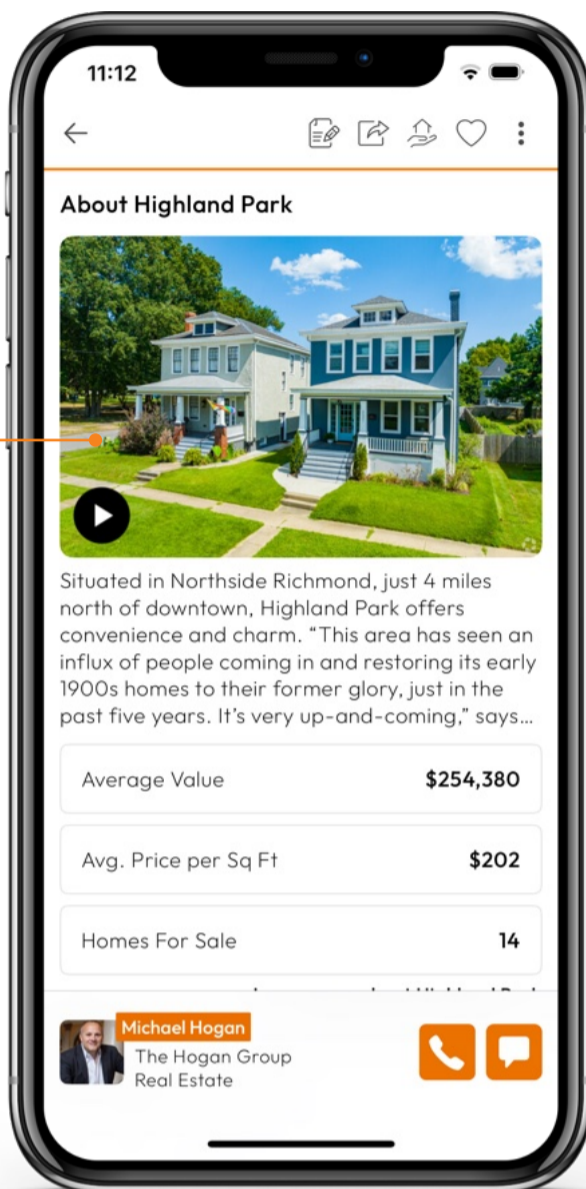 11:12
About Highland Park
Situated in Northside Richmond, just 4 miles
north of downtown, Highland Park offers
convenience and charm. “This area has seen an
influx of people coming in and restoring its early
1900s homes to their former glory, just in the
past five years. It’s very up-and-coming,” says...
Average Value $254,380
Avg. Price per Sq Ft $202
Homes For Sale 14
Michael Hogan
The Hogan Group
Real Estate